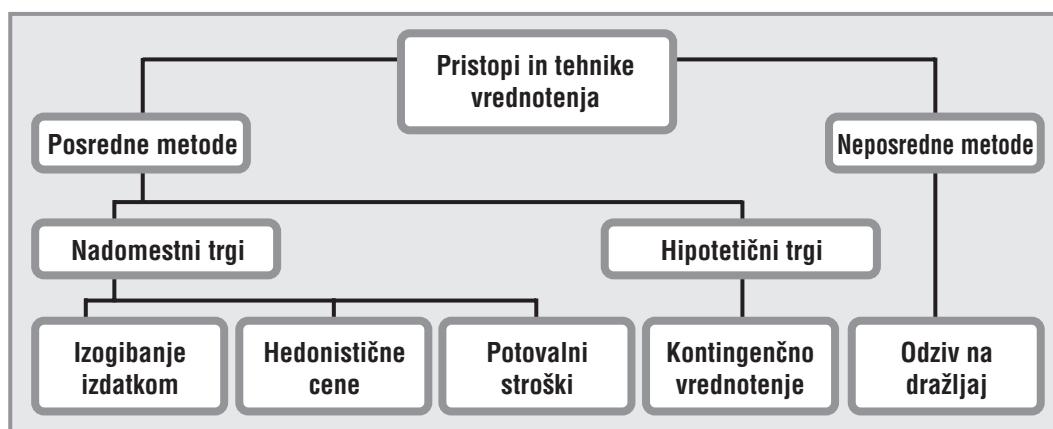 Pristopi in tehnike
vrednotenja
Posredne metode
Neposredne metode
Nadomestni trgi
Hipotetični trgi
Izogibanje
izdatkom
Hedonistične
cene
Potovalni
stroški
Kontingenčno
vrednotenje
Odziv na
dražljaj